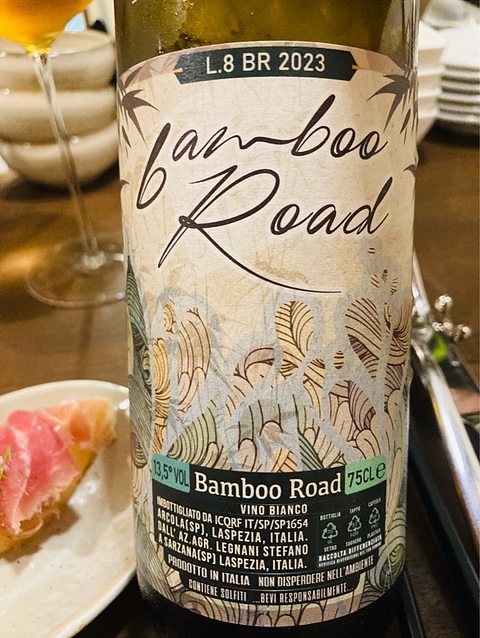 L.8 BR 2023
bamboo
Road
13,5° VOL
Bamboo Road
75CL e
VINO BIANCO
IMBOTTIGLIATO DA ICQRF IT/SP/SP1654
ARCOLA(SP), LASPEZIA, ITALIA.
DALL' AZ.AGR. LEGNANI STEFANO
A SARZANA(SP) LASPEZIA, ITALIA.
BOTTIGLIA TAPPO CAPSULA
VETRO SUGHERO PLASTICA
RACCOLTA DIFFERENZIATA
PRODOTTO IN ITALIA NON DISPERDERE NELL'AMBIENTE
CONTIENE SOLFITI ...BEVI RESPONSABILMENTE...